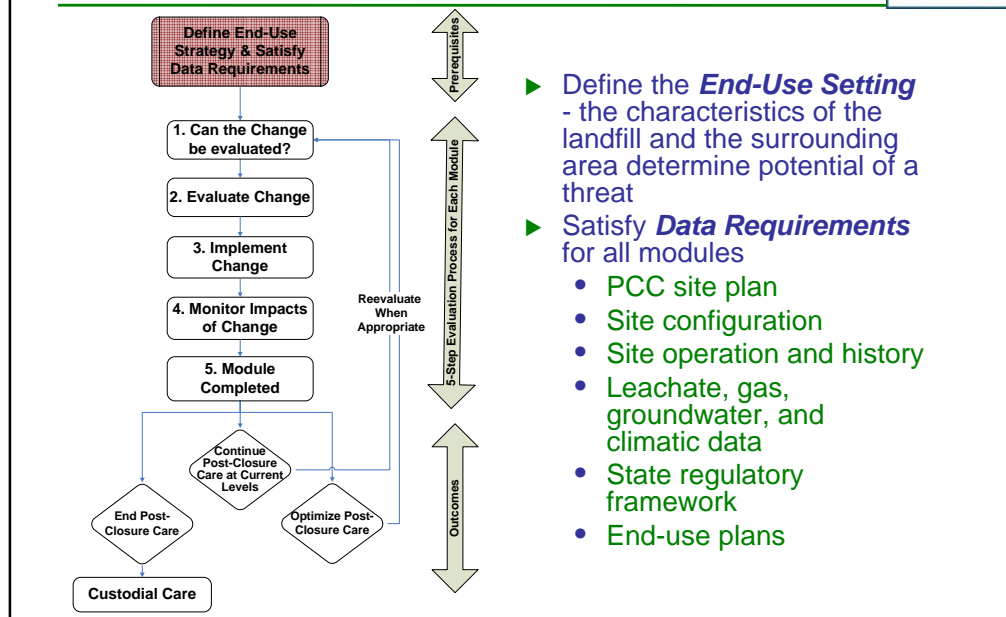 Define End-Use
Strategy & Satisfy
Data Requirements
1. Can the Change
be evaluated?
2. Evaluate Change
3. Implement
Change
4. Monitor Impacts
of Change
5. Module
Completed
Reevaluate
When
Appropriate
Continue
Post-Closure
Care at Current
Levels
End Post-
Closure Care
Optimize Post-
Closure Care
Custodial Care
Prerequisites
5-Step Evaluation Process for Each Module
Outcomes
► Define the End-Use Setting
- the characteristics of the
landfill and the surrounding
area determine potential of a
threat
► Satisfy Data Requirements
for all modules
• PCC site plan
• Site configuration
• Site operation and history
• Leachate, gas,
groundwater, and
climatic data
• State regulatory
framework
• End-use plans